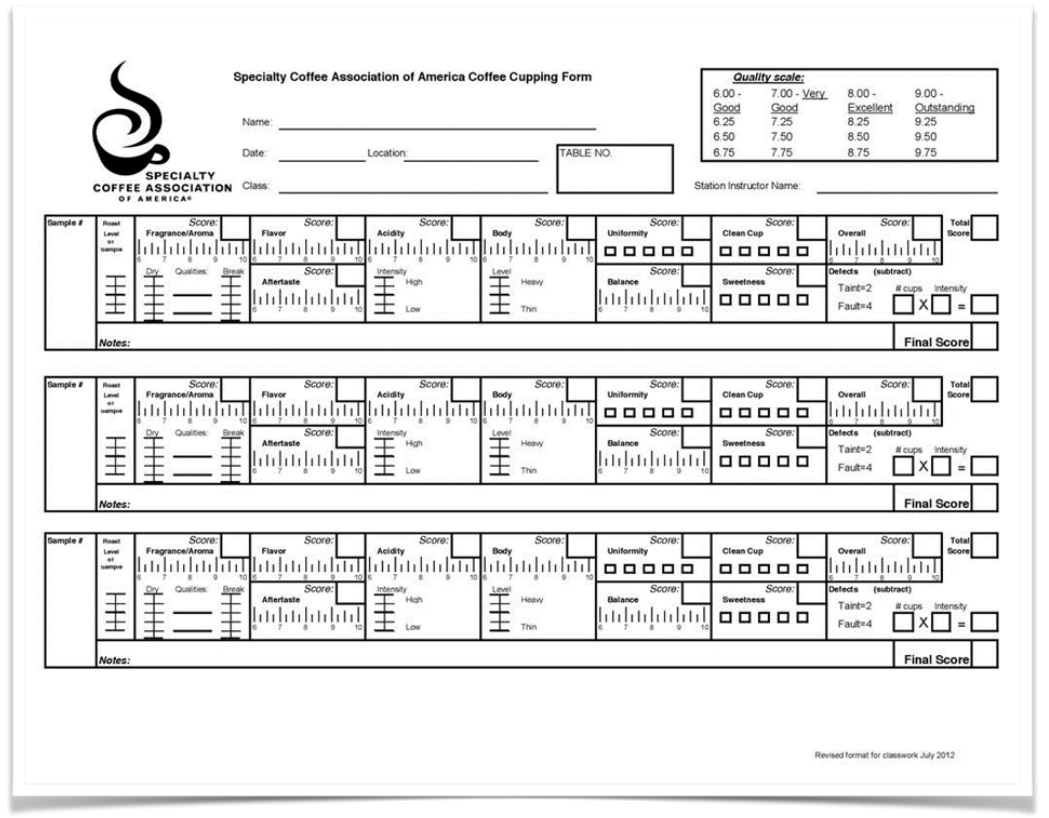 Specialty Coffee Association of America Coffee Cupping Form
Quality scale:
6.00 - 7.00 - Very 8.00 - 9.00 -
Good Good Excellent Outstanding
6.25 7.25 8.25 9.25
6.50 7.50 8.50 9.50
6.75 7.75 8.75 9.75
Name:
Date: Location:
TABLE NO.
Class:
Station Instructor Name:
SPECIALTY
COFFEE ASSOCIATION
OF AMERICA®
Sample # Roast Score: Score: Score: Score: Score: Score: Score: Total
Level Fragrance/Aroma Flavor Acidity Body Uniformity Clean Cup Overall Score
of
Sample
6 7 8 9 10 6 7 8 9 10 6 7 8 9 10 6 7 8 9 10 6 7 8 9 10
Dry Qualities: Break Score: Intensity Level Score: Score: Defects (subtract)
Aftertaste High Heavy Balance Sweetness Taint=2 # cups Intensity
Low Thin Fault=4 X =
6 7 8 9 10 6 7 8 9 10
Notes: Final Score
Sample # Roast Score: Score: Score: Score: Score: Score: Score: Total
Level Fragrance/Aroma Flavor Acidity Body Uniformity Clean Cup Overall Score
of
Sample
6 7 8 9 10 6 7 8 9 10 6 7 8 9 10 6 7 8 9 10 6 7 8 9 10
Dry Qualities: Break Score: Intensity Level Score: Score: Defects (subtract)
Aftertaste High Heavy Balance Sweetness Taint=2 # cups Intensity
Low Thin Fault=4 X =
6 7 8 9 10 6 7 8 9 10
Notes: Final Score
Sample # Roast Score: Score: Score: Score: Score: Score: Score: Total
Level Fragrance/Aroma Flavor Acidity Body Uniformity Clean Cup Overall Score
of
Sample
6 7 8 9 10 6 7 8 9 10 6 7 8 9 10 6 7 8 9 10 6 7 8 9 10
Dry Qualities: Break Score: Intensity Level Score: Score: Defects (subtract)
Aftertaste High Heavy Balance Sweetness Taint=2 # cups Intensity
Low Thin Fault=4 X =
6 7 8 9 10 6 7 8 9 10
Notes: Final Score
Revised format for classwork July 2012